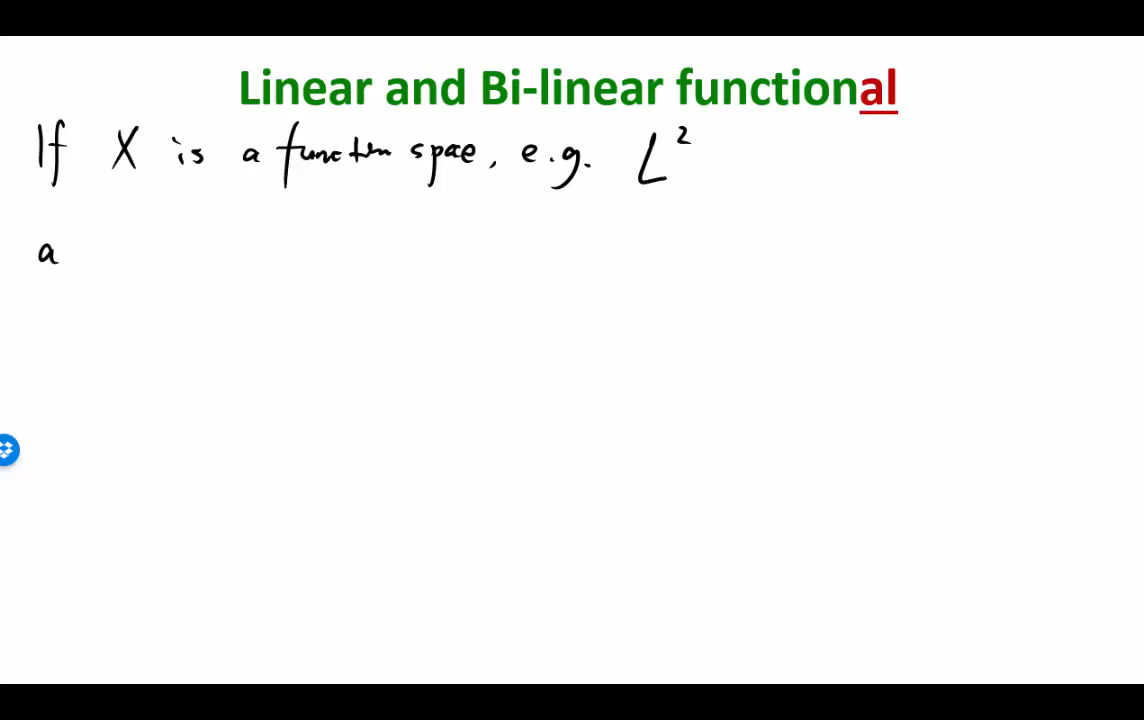 Linear and Bi-linear functional
If X is a function space, e.g. L²
a